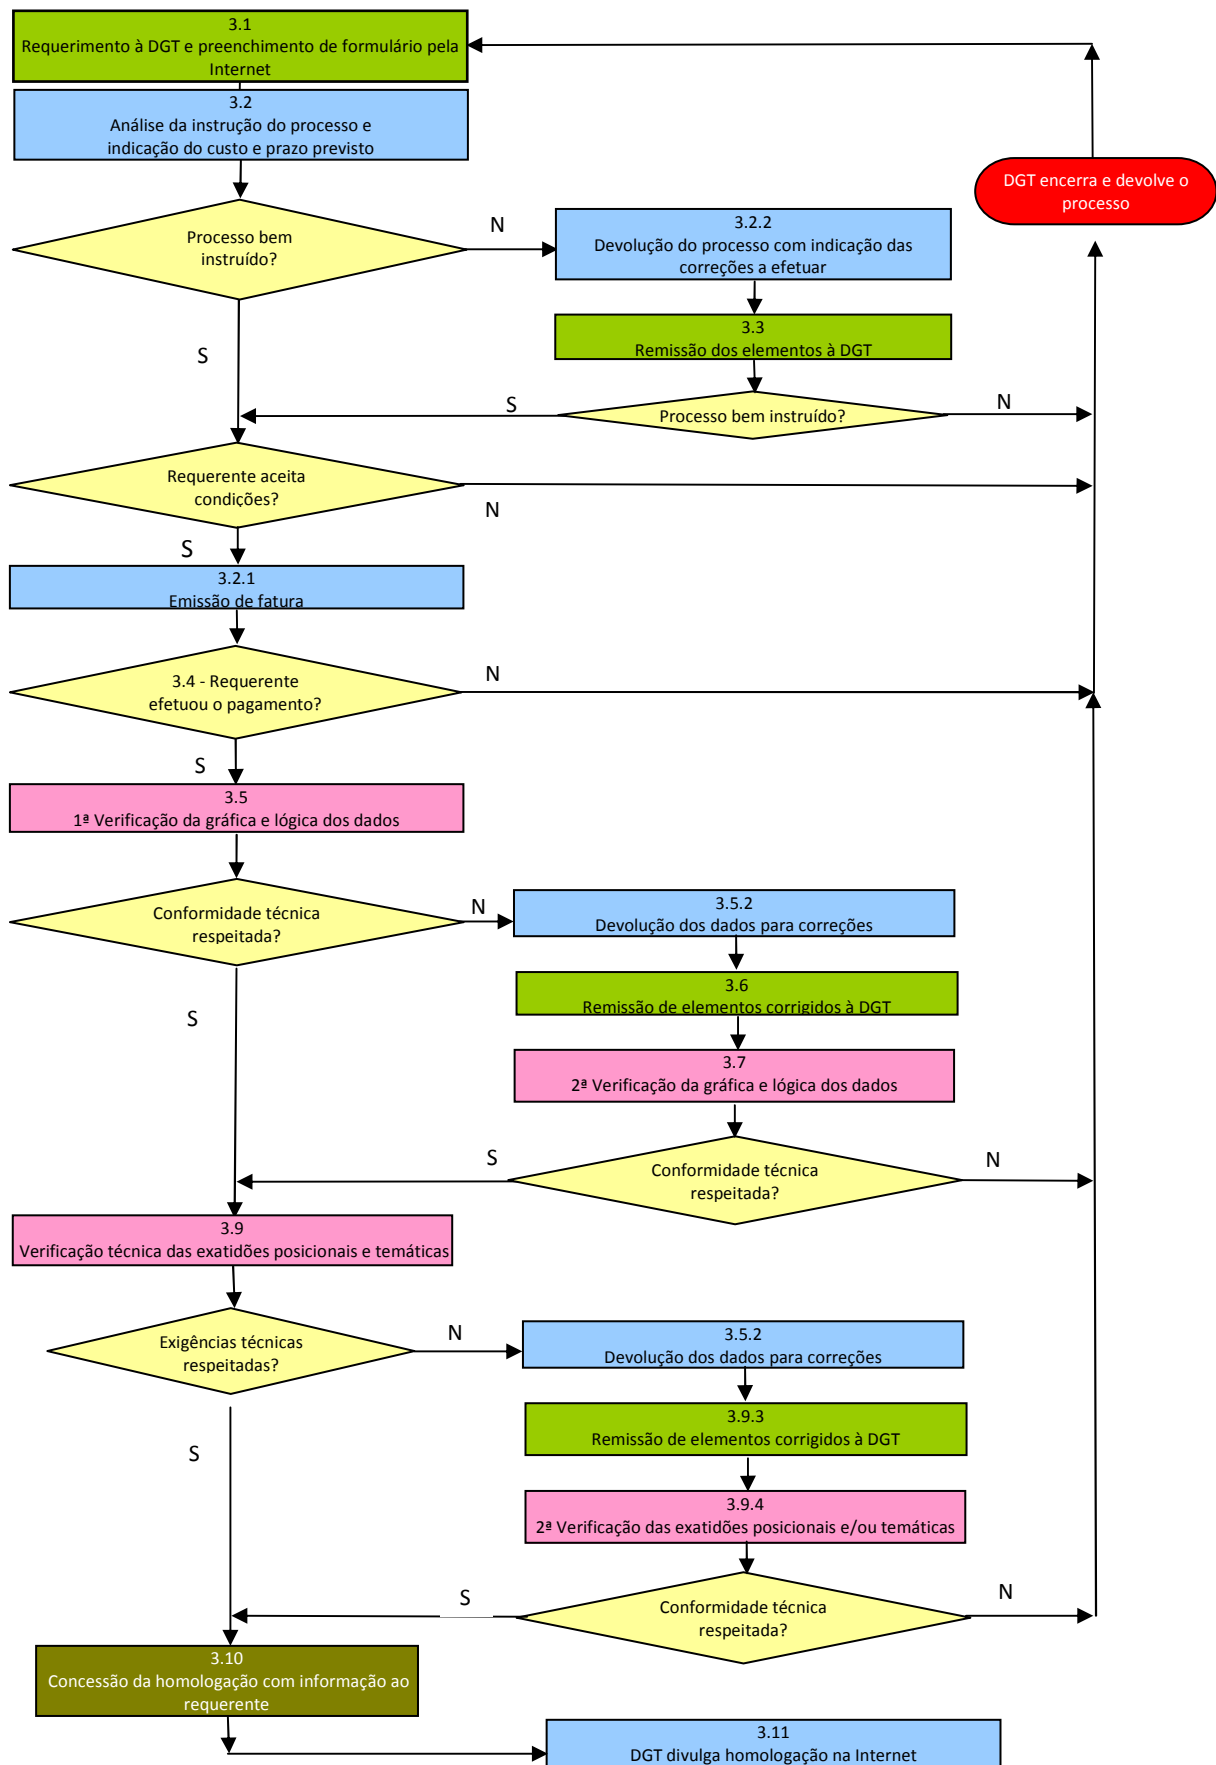 3.1
Requerimento à DGT e preenchimento de formulário pela
Internet
3.2
Análise da instrução do processo e
indicação do custo e prazo previsto
DGT encerra e devolve o
processo
Processo bem
instruído?
N
3.2.2
Devolução do processo com indicação das
correções a efetuar
3.3
Remissão dos elementos à DGT
S
S
Processo bem instruído?
N
Requerente aceita
condições?
N
S
3.2.1
Emissão de fatura
3.4 - Requerente
efetuou o pagamento?
N
S
3.5
1ª Verificação da gráfica e lógica dos dados
Conformidade técnica
respeitada?
N
3.5.2
Devolução dos dados para correções
3.6
Remissão de elementos corrigidos à DGT
S
3.7
2ª Verificação da gráfica e lógica dos dados
S
Conformidade técnica
respeitada?
N
3.9
Verificação técnica das exatidões posicionais e temáticas
Exigências técnicas
respeitadas?
N
3.5.2
Devolução dos dados para correções
3.9.3
Remissão de elementos corrigidos à DGT
S
3.9.4
2ª Verificação das exatidões posicionais e/ou temáticas
S
Conformidade técnica
respeitada?
N
3.10
Concessão da homologação com informação ao
requerente
3.11
DGT divulga homologação na Internet